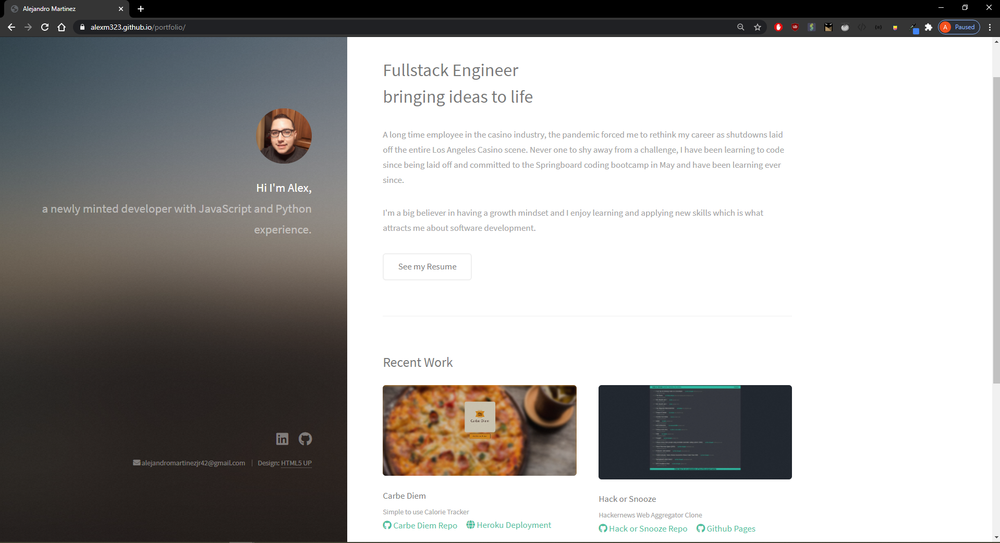 Alejandro Martinez
alexm323.github.io/portfolio/
A Paused
Hi I'm Alex,
a newly minted developer with JavaScript and Python
experience.
alejandromartinezjr42@gmail.com | Design: HTML5 UP
Fullstack Engineer
bringing ideas to life
A long time employee in the casino industry, the pandemic forced me to rethink my career as shutdowns laid
off the entire Los Angeles Casino scene. Never one to shy away from a challenge, I have been learning to code
since being laid off and committed to the Springboard coding bootcamp in May and have been learning ever
since.
I'm a big believer in having a growth mindset and I enjoy learning and applying new skills which is what
attracts me about software development.
See my Resume
Recent Work
Carbe Diem
Carbe Diem
Simple to use Calorie Tracker
Carbe Diem Repo Heroku Deployment
Hack or Snooze
Hackernews Web Aggregator Clone
Hack or Snooze Repo Github Pages